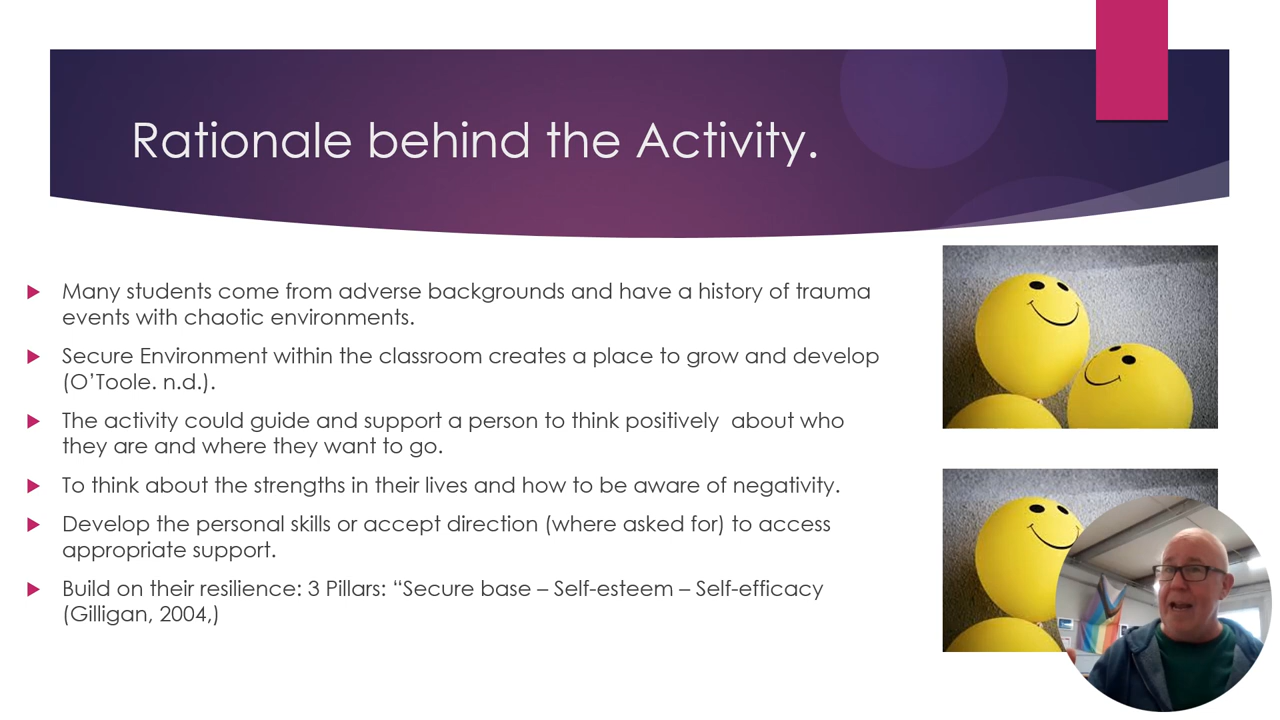 Rationale behind the Activity.
Many students come from adverse backgrounds and have a history of trauma
events with chaotic environments.
Secure Environment within the classroom creates a place to grow and develop
(O’Toole. n.d.).
The activity could guide and support a person to think positively  about who
they are and where they want to go.
To think about the strengths in their lives and how to be aware of negativity.
Develop the personal skills or accept direction (where asked for) to access
appropriate support.
Build on their resilience: 3 Pillars: “Secure base – Self-esteem – Self-efficacy
(Gilligan, 2004,)